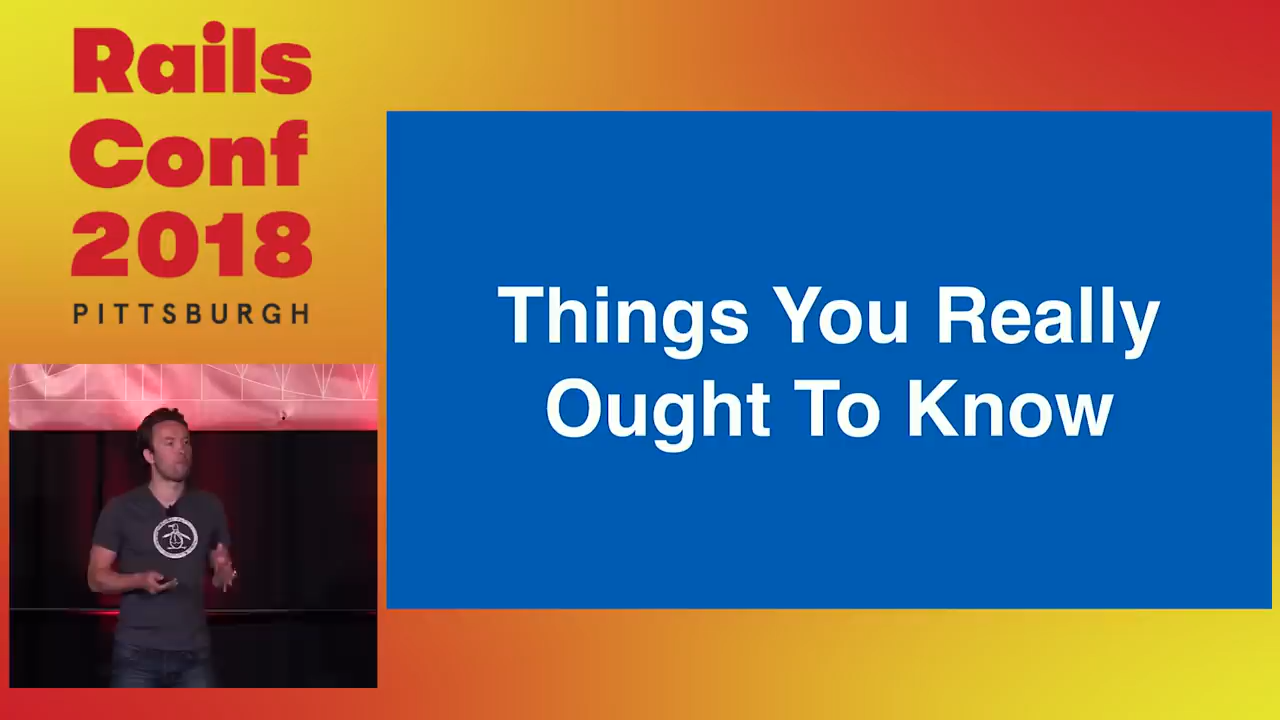 Rails
Conf
2018
PITTSBURGH
Things You Really
Ought To Know